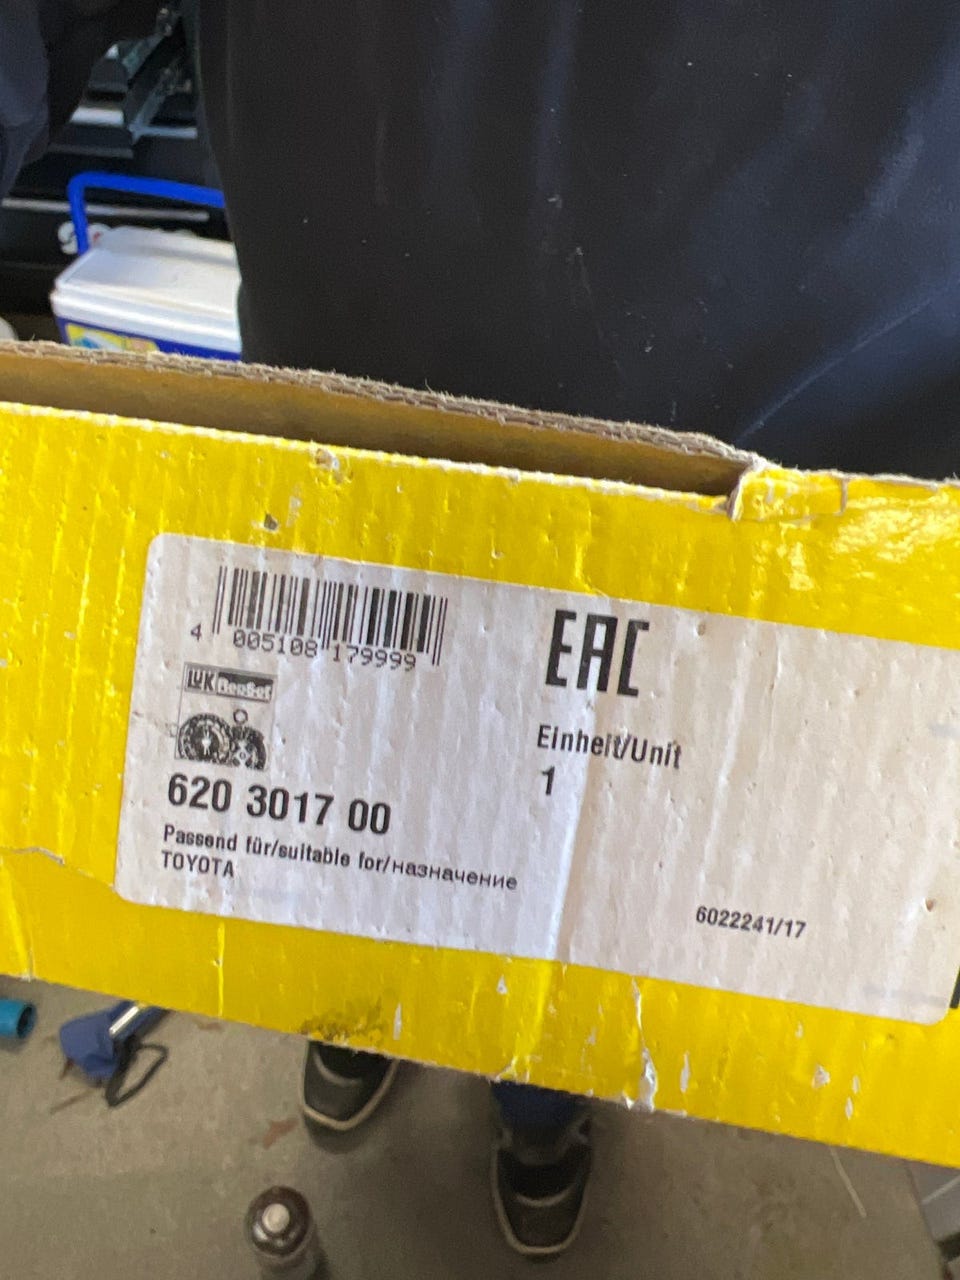 4 005108 179999
LUK RepSet
620 3017 00
Passend für/suitable for/назначение
TOYOTA
EAC
Einheit/Unit
1
6022241/17